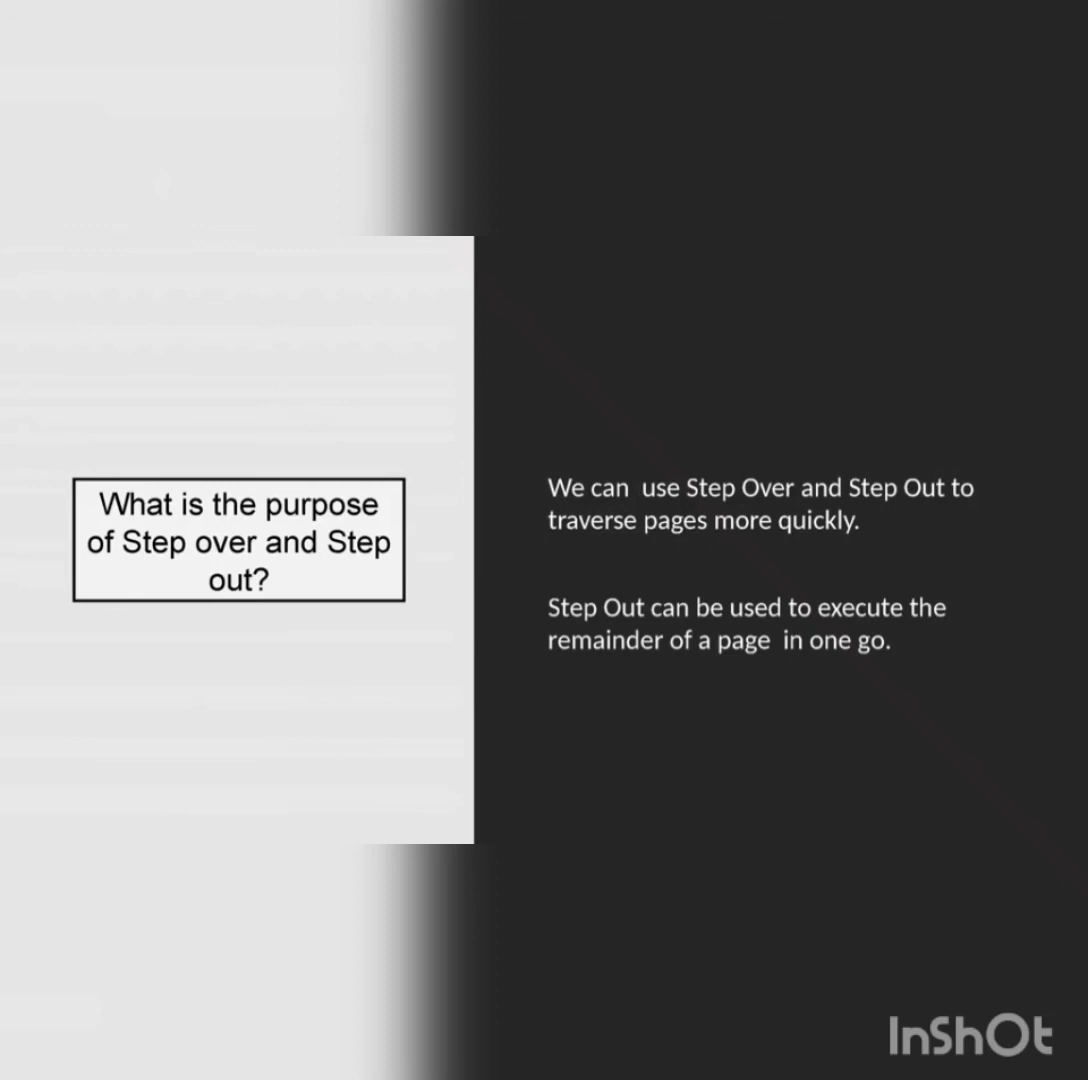 What is the purpose
of Step over and Step
out?
We can  use Step Over and Step Out to
traverse pages more quickly.
Step Out can be used to execute the
remainder of a page  in one go.
InShOt